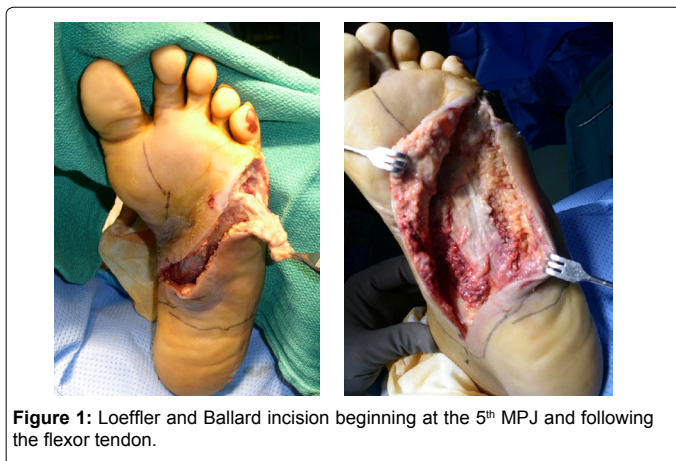 Figure 1: Loeffler and Ballard incision beginning at the 5th MPJ and following
the flexor tendon.